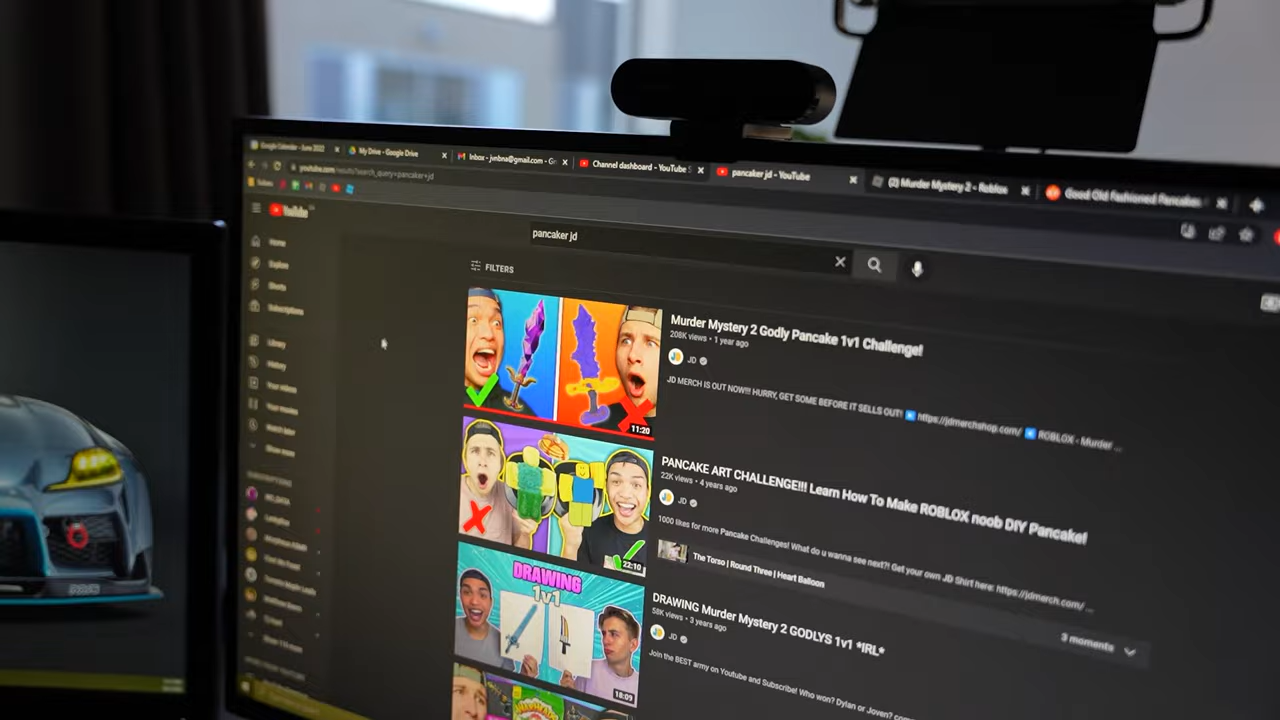 Google Calendar - June 2022
My Drive - Google Drive
Inbox - jvnbna@gmail.com - Gm
Channel dashboard - YouTube S
pancaker jd - YouTube
(2) Murder Mystery 2 - Roblox
Good Old Fashioned Pancakes
youtube.com/results?search_query=pancaker+jd
YouTube
pancaker jd
Home
Explore
Shorts
Subscriptions
Library
History
Your videos
Your movies
Watch later
Show more
FILTERS
Murder Mystery 2 Godly Pancake 1v1 Challenge!
208K views • 1 year ago
JD
JD MERCH IS OUT NOW!!! HURRY, GET SOME BEFORE IT SELLS OUT! https://jdmerchshop.com/ ROBLOX - Murder ...
11:20
PANCAKE ART CHALLENGE!!! Learn How To Make ROBLOX noob DIY Pancake!
22K views • 4 years ago
JD
1000 likes for more Pancake Challenges! What do u wanna see next?! Get your own JD Shirt here: https://jdmerch.com/ ...
22:10
The Torso | Round Three | Heart Balloon
3 moments
DRAWING
1v1
DRAWING Murder Mystery 2 GODLYS 1v1 *IRL*
58K views • 3 years ago
JD
18:09
Join the BEST army on Youtube and Subscribe! Who won? Dylan or Joven?